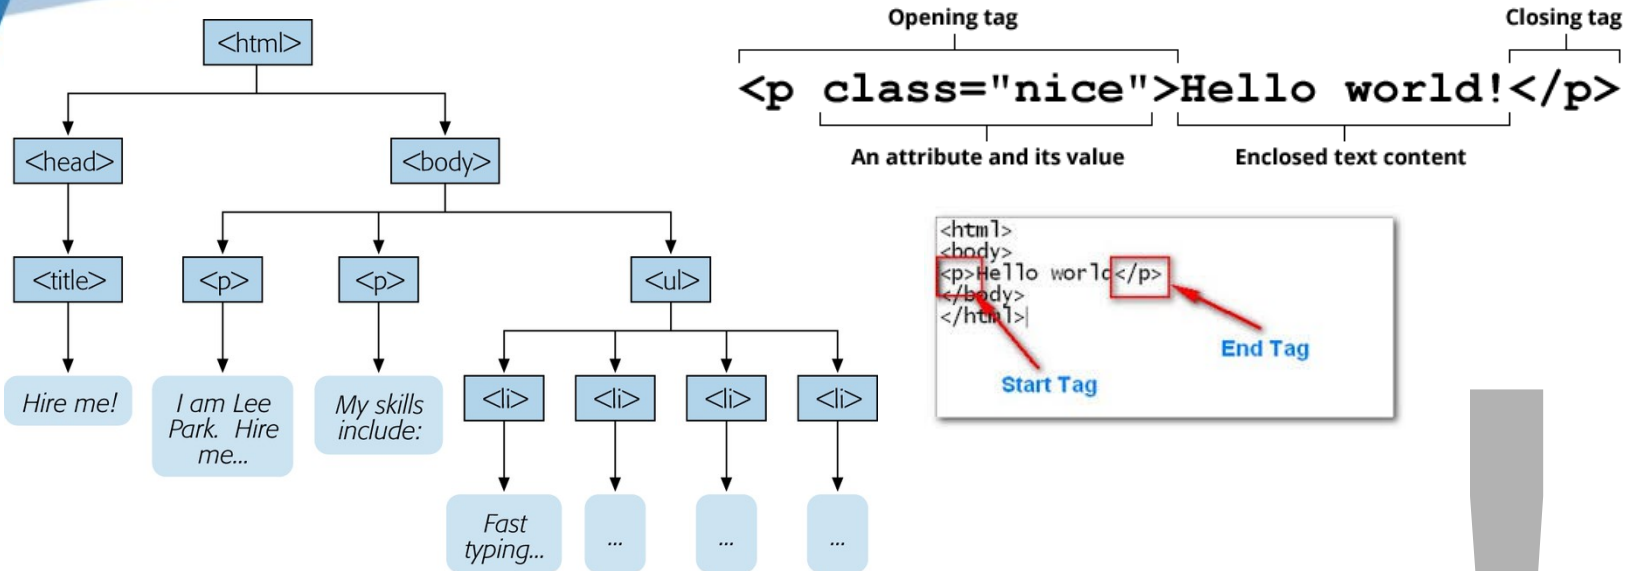 <html>
<head>
<body>
<title>
<p>
<p>
<ul>
Hire me!
I am Lee
Park. Hire
me...
My skills
include:
<li>
<li>
<li>
<li>
Fast
typing...
...
...
...
Opening tag
Closing tag
<p class="nice">Hello world!</p>
An attribute and its value
Enclosed text content
<html>
<body>
<p>Hello world</p>
</body>
</html>
End Tag
Start Tag